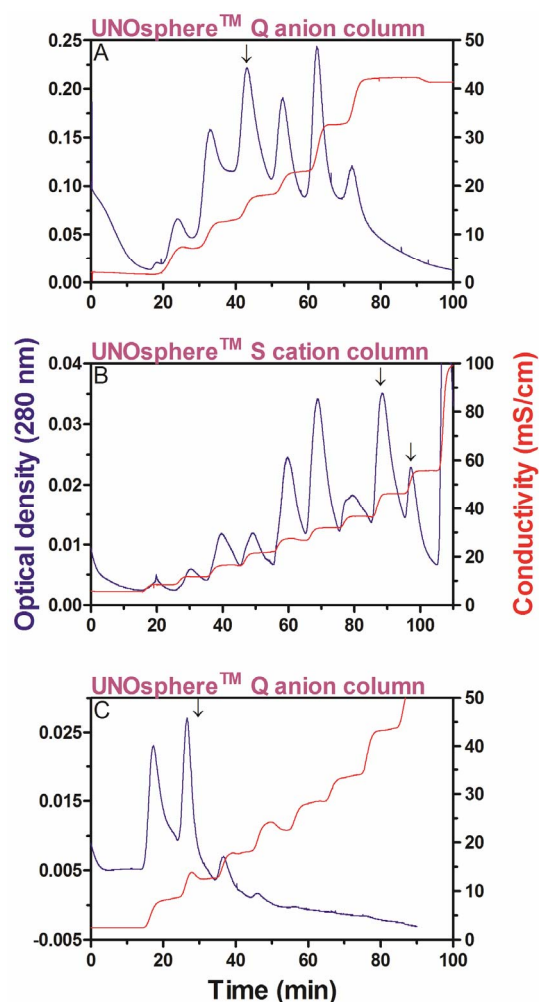 UNOsphere™ Q anion column
A
0.25
0.20
0.15
0.10
0.05
0.00
50
40
30
20
10
0
0 20 40 60 80 100
UNOsphere™ S cation column
B
0.04
0.03
0.02
0.01
0.00
100
80
60
40
20
0
0 20 40 60 80 100
Optical density (280 nm)
Conductivity (mS/cm)
UNOsphere™ Q anion column
C
0.025
0.015
0.005
-0.005
50
40
30
20
10
0
0 20 40 60 80 100
Time (min)